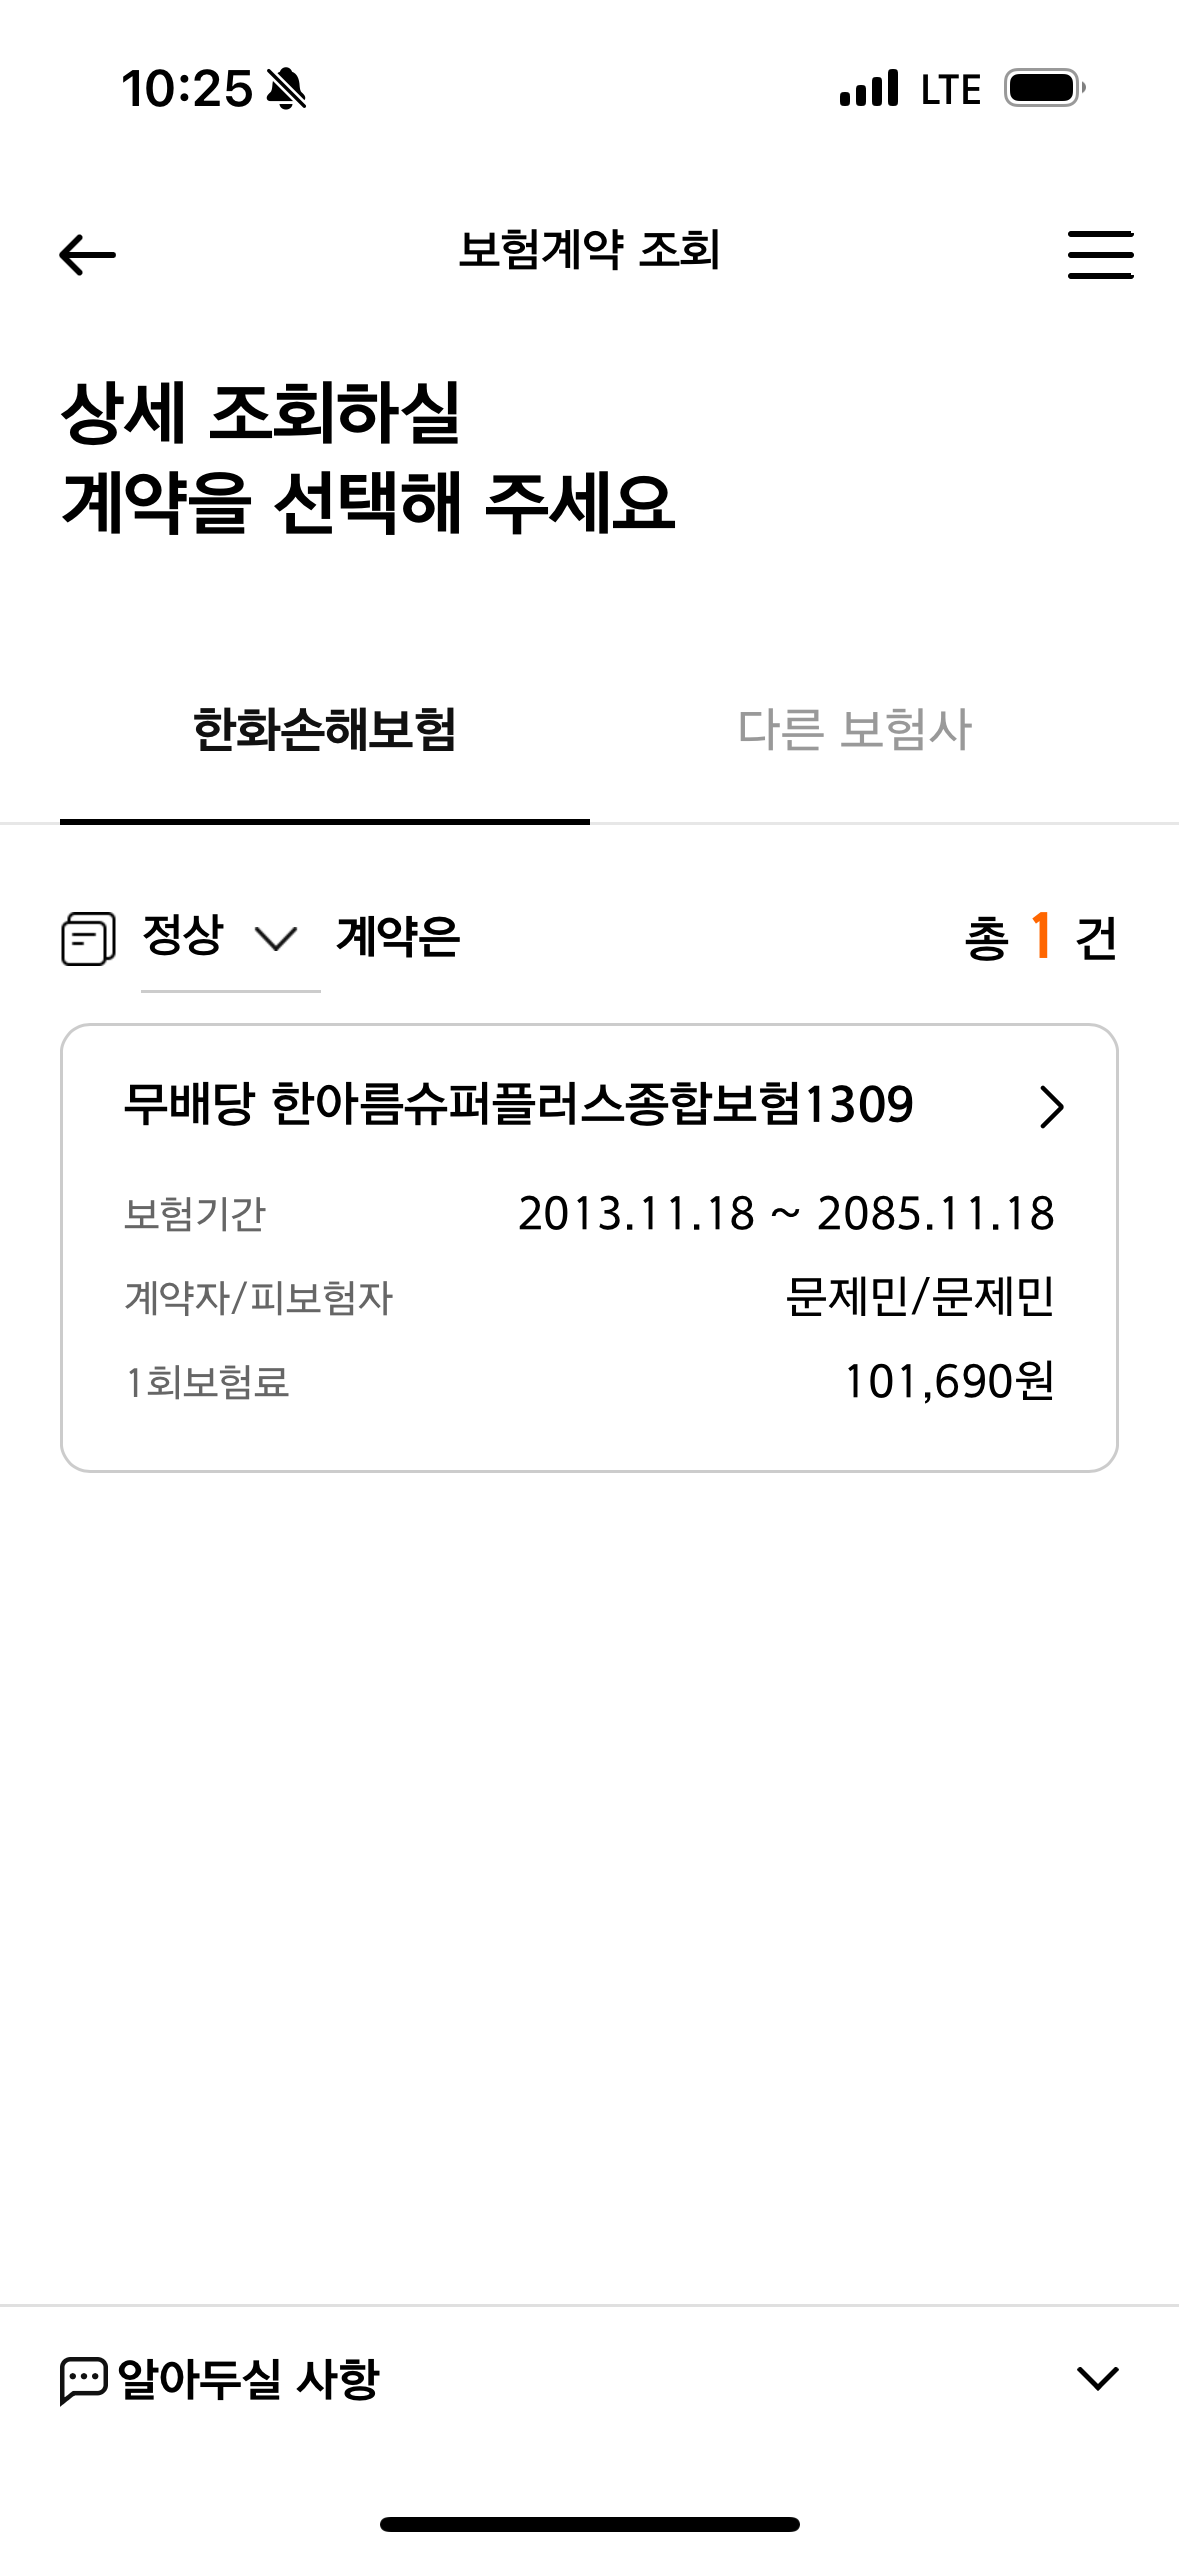 10:25
LTE
보험계약 조회
상세 조회하실
계약을 선택해 주세요
한화손해보험
다른 보험사
정상 계약은
총 1 건
무배당 한아름슈퍼플러스종합보험1309
보험기간 2013.11.18 ~ 2085.11.18
계약자/피보험자 문제민/문제민
1회보험료 101,690원
알아두실 사항